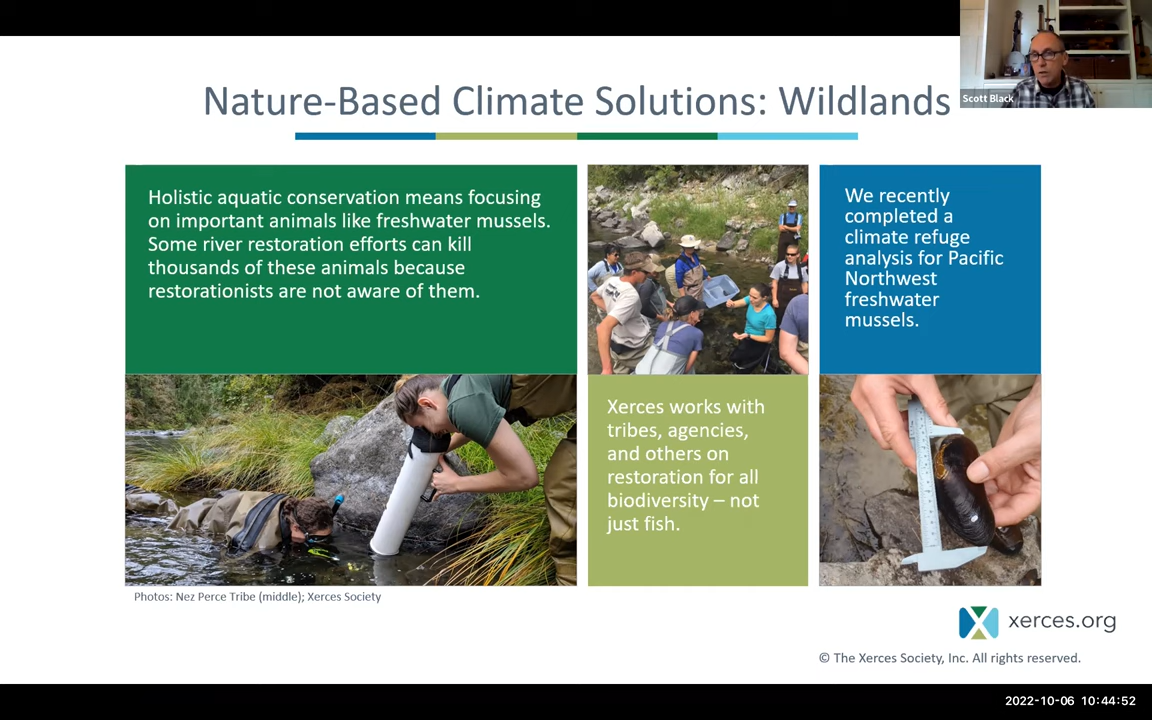 Scott Black
Nature-Based Climate Solutions: Wildlands
Holistic aquatic conservation means focusing
on important animals like freshwater mussels.
Some river restoration efforts can kill
thousands of these animals because
restorationists are not aware of them.
We recently
completed a
climate refuge
analysis for Pacific
Northwest
freshwater
mussels.
Xerces works with
tribes, agencies,
and others on
restoration for all
biodiversity – not
just fish.
Photos: Nez Perce Tribe (middle); Xerces Society
xerces.org
© The Xerces Society, Inc. All rights reserved.
2022-10-06 10:44:52